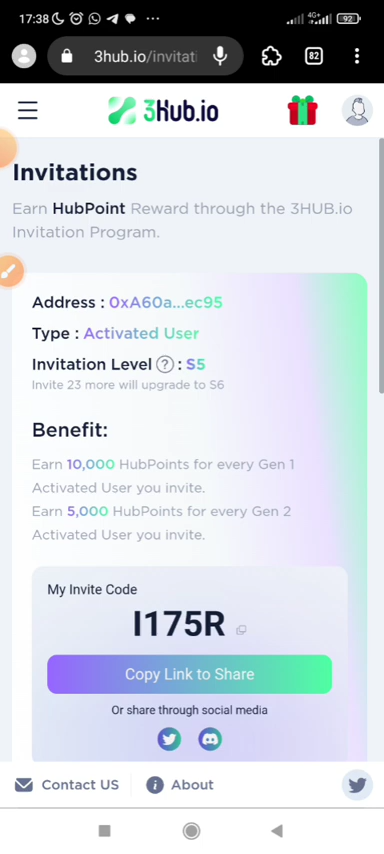 17:38
4G+
92
3hub.io/invitati
82
3Hub.io
Invitations
Earn HubPoint Reward through the 3HUB.io
Invitation Program.
Address : 0xA60a...ec95
Type : Activated User
Invitation Level ? : S5
Invite 23 more will upgrade to S6
Benefit:
Earn 10,000 HubPoints for every Gen 1
Activated User you invite.
Earn 5,000 HubPoints for every Gen 2
Activated User you invite.
My Invite Code
I175R
Copy Link to Share
Or share through social media
Contact US
About